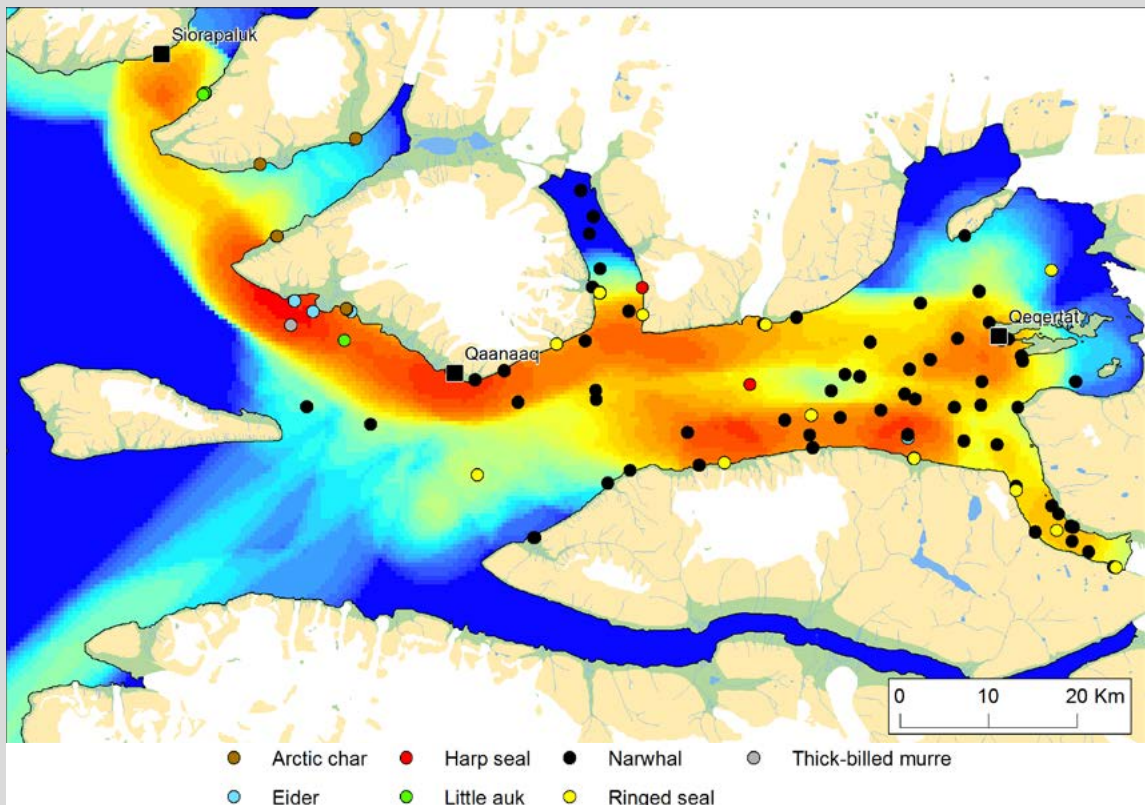 Siorapaluk
Qeqertat
Qaanaaq
0 10 20 Km
Arctic char Harp seal Narwhal Thick-billed murre
Eider Little auk Ringed seal